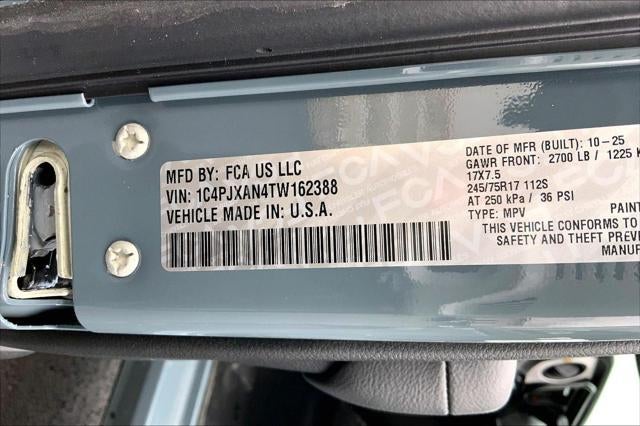 MFD BY: FCA US LLC
VIN: 1C4PJXAN4TW162388
VEHICLE MADE IN: U.S.A.
DATE OF MFR (BUILT): 10-25
GAWR FRONT: 2700 LB / 1225 K
17X7.5
245/75R17 112S
AT 250 kPa / 36 PSI
TYPE: MPV PAINT
THIS VEHICLE CONFORMS TO
SAFETY AND THEFT PREVE
MANUF